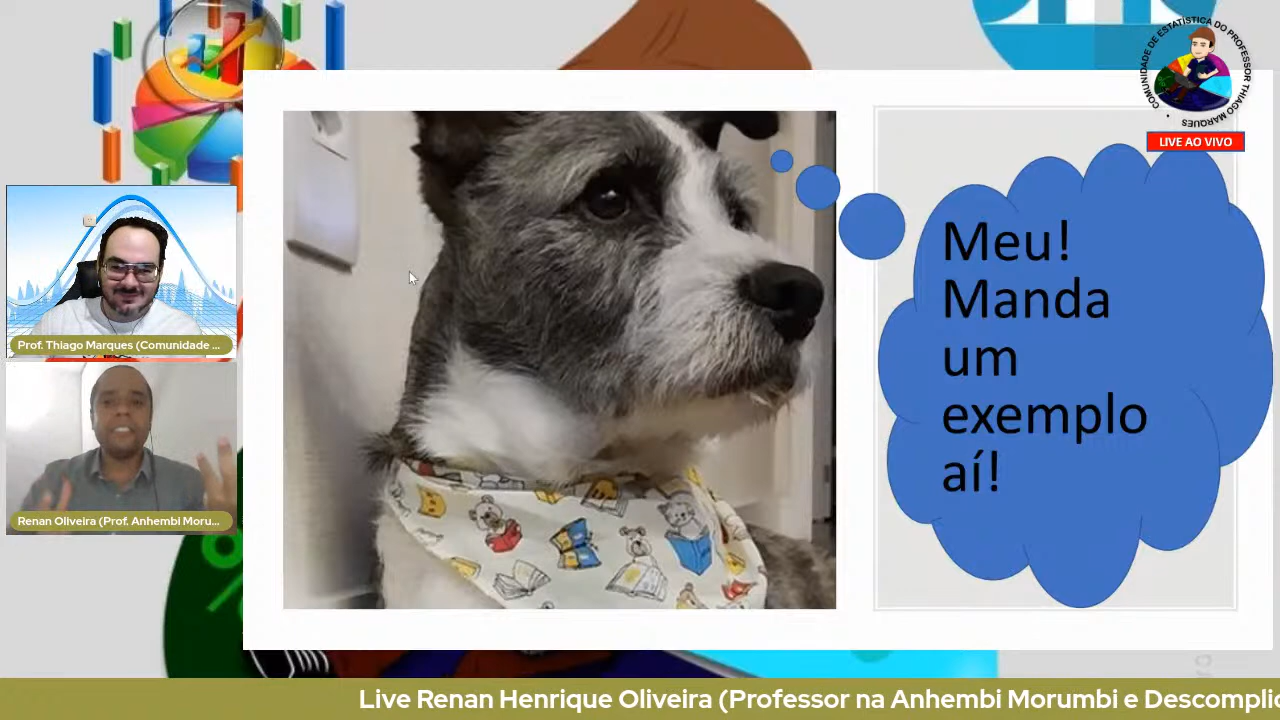 COMUNIDADE DE ESTATÍSTICA DO PROFESSOR THIAGO MARQUES
LIVE AO VIVO
Meu!
Manda
um
exemplo
aí!
Prof. Thiago Marques (Comunidade ...
Renan Oliveira (Prof. Anhembi Moru...
%
Live Renan Henrique Oliveira (Professor na Anhembi Morumbi e Descomplic